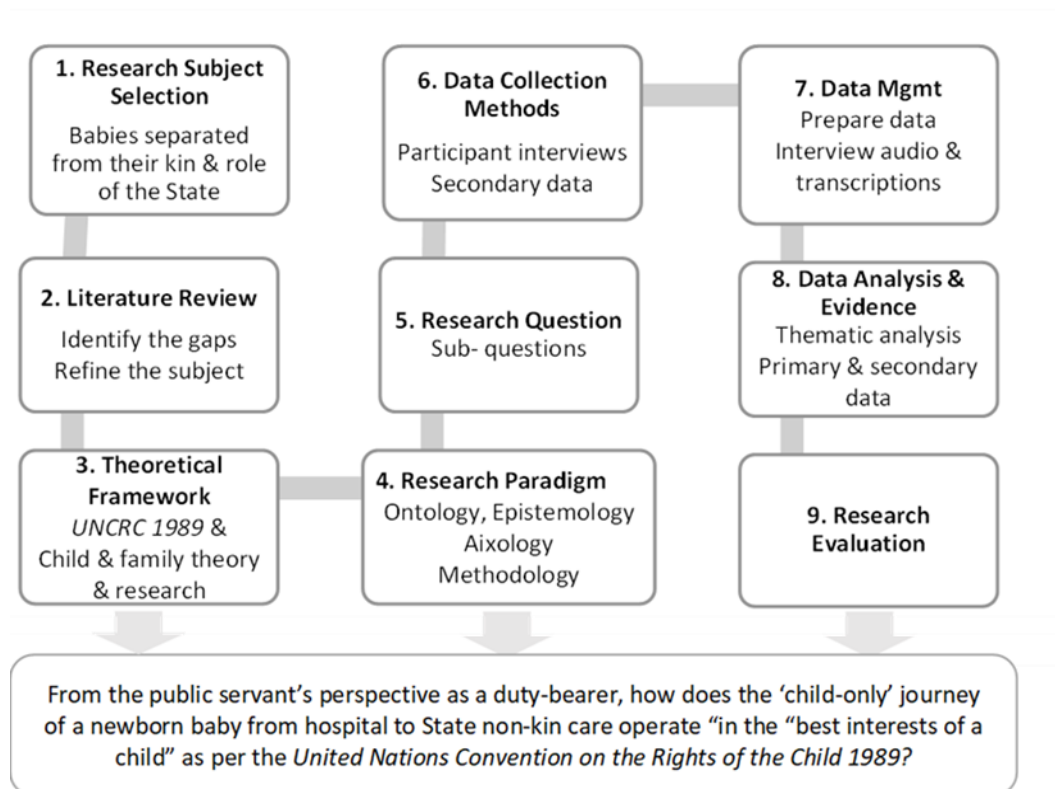 1. Research Subject
Selection
Babies separated
from their kin & role
of the State
2. Literature Review
Identify the gaps
Refine the subject
3. Theoretical
Framework
UNCRC 1989 &
Child & family theory
& research
4. Research Paradigm
Ontology, Epistemology
Aixology
Methodology
5. Research Question
Sub- questions
6. Data Collection
Methods
Participant interviews
Secondary data
7. Data Mgmt
Prepare data
Interview audio &
transcriptions
8. Data Analysis &
Evidence
Thematic analysis
Primary & secondary
data
9. Research
Evaluation
From the public servant’s perspective as a duty-bearer, how does the ‘child-only’ journey
of a newborn baby from hospital to State non-kin care operate “in the “best interests of a
child” as per the United Nations Convention on the Rights of the Child 1989?